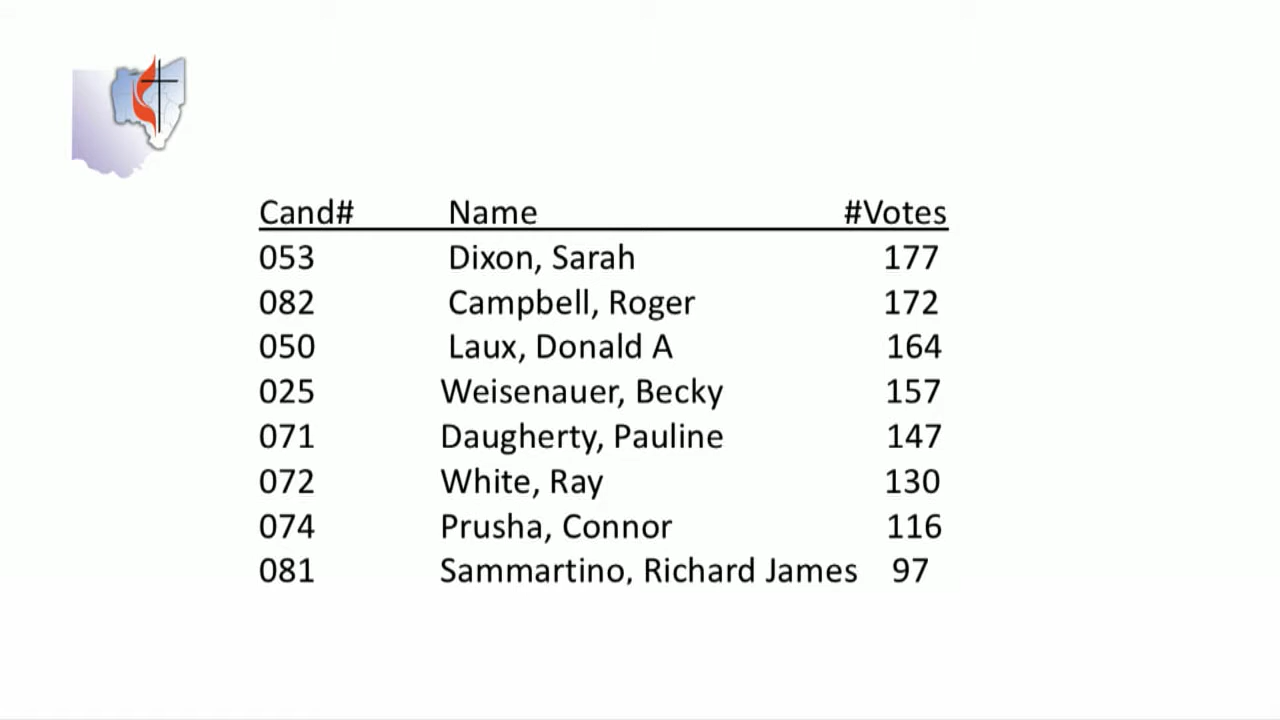 Cand# Name #Votes
053 Dixon, Sarah 177
082 Campbell, Roger 172
050 Laux, Donald A 164
025 Weisenauer, Becky 157
071 Daugherty, Pauline 147
072 White, Ray 130
074 Prusha, Connor 116
081 Sammartino, Richard James 97